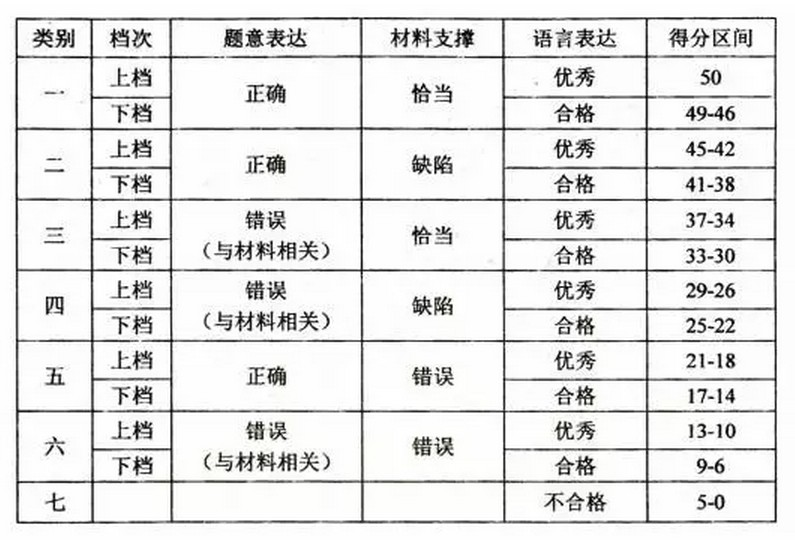 类别 档次 题意表达 材料支撑 语言表达 得分区间
一 上档 正确 恰当 优秀 50
下档 合格 49-46
二 上档 正确 缺陷 优秀 45-42
下档 合格 41-38
三 上档 错误 恰当 优秀 37-34
下档 （与材料相关） 合格 33-30
四 上档 错误 缺陷 优秀 29-26
下档 （与材料相关） 合格 25-22
五 上档 正确 错误 优秀 21-18
下档 合格 17-14
六 上档 错误 错误 优秀 13-10
下档 （与材料相关） 合格 9-6
七 不合格 5-0